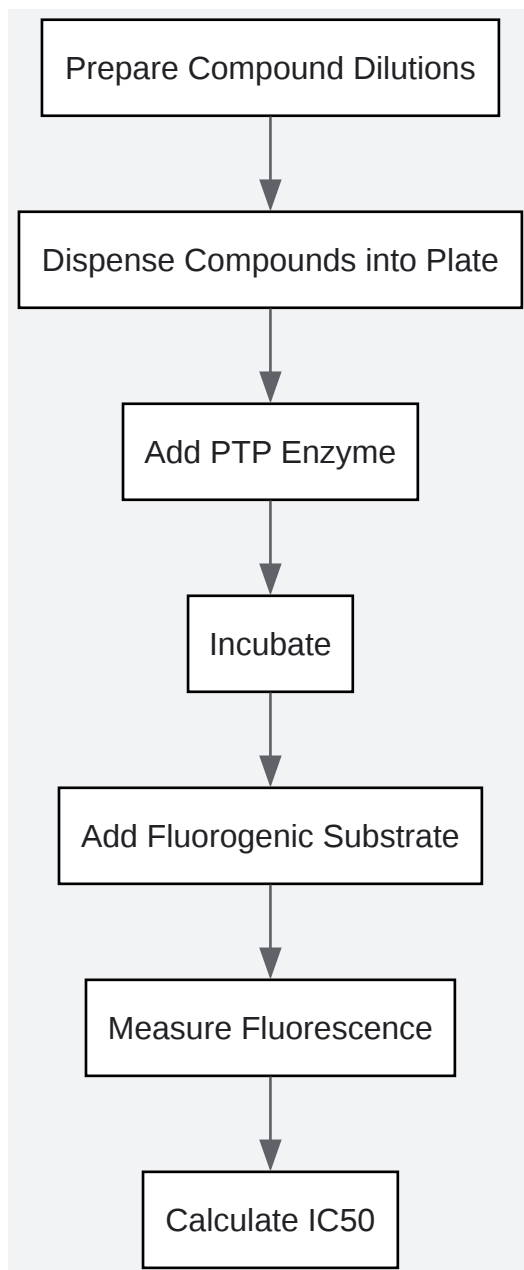 Prepare Compound Dilutions
Dispense Compounds into Plate
Add PTP Enzyme
Incubate
Add Fluorogenic Substrate
Measure Fluorescence
Calculate IC50